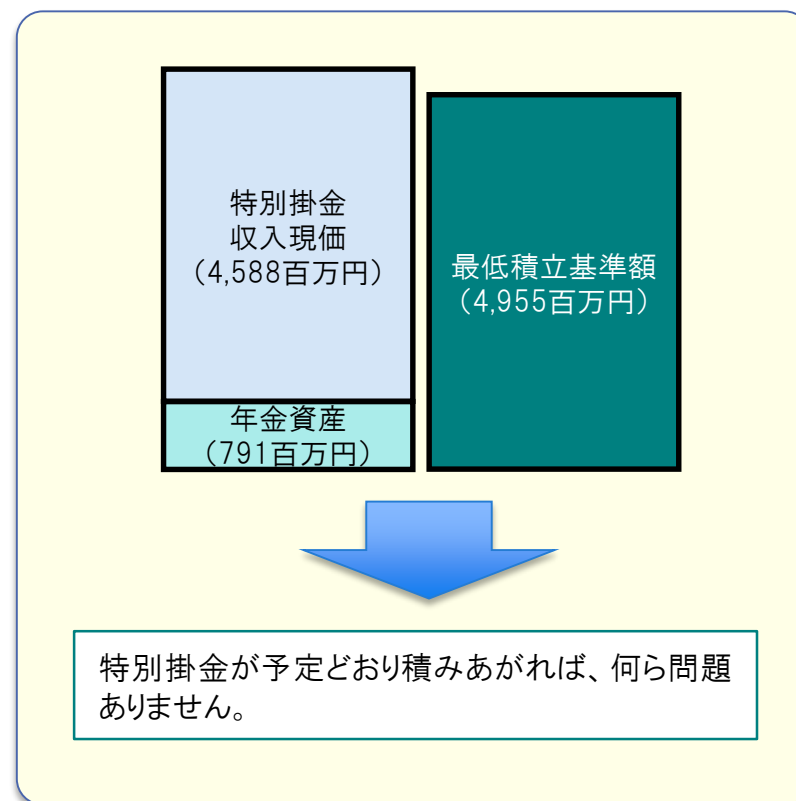 特別掛金
収入現価
（4,588百万円）
最低積立基準額
（4,955百万円）
年金資産
（791百万円）
特別掛金が予定どおり積みあがれば、何ら問題
ありません。